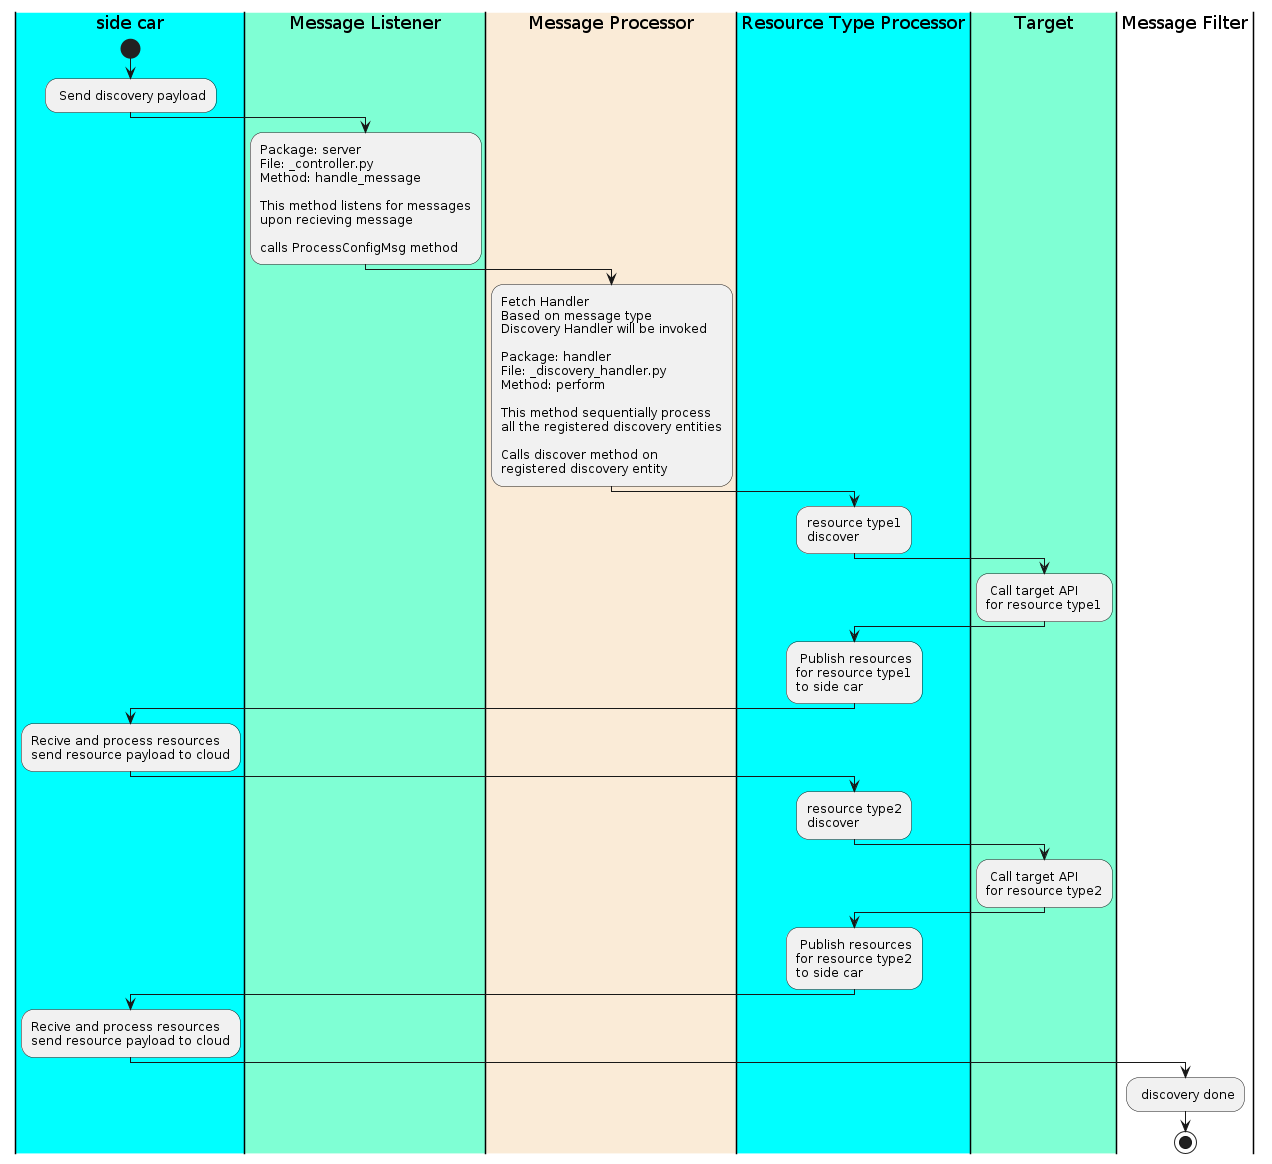 side car
Message Listener
Message Processor
Resource Type Processor
Target
Message Filter
Send discovery payload
Package: server
File: _controller.py
Method: handle_message
This method listens for messages
upon recieving message
calls ProcessConfigMsg method
Fetch Handler
Based on message type
Discovery Handler will be invoked
Package: handler
File: _discovery_handler.py
Method: perform
This method sequentially process
all the registered discovery entities
Calls discover method on
registered discovery entity
resource type1
discover
Call target API
for resource type1
Publish resources
for resource type1
to side car
Recive and process resources
send resource payload to cloud
resource type2
discover
Call target API
for resource type2
Publish resources
for resource type2
to side car
Recive and process resources
send resource payload to cloud
discovery done